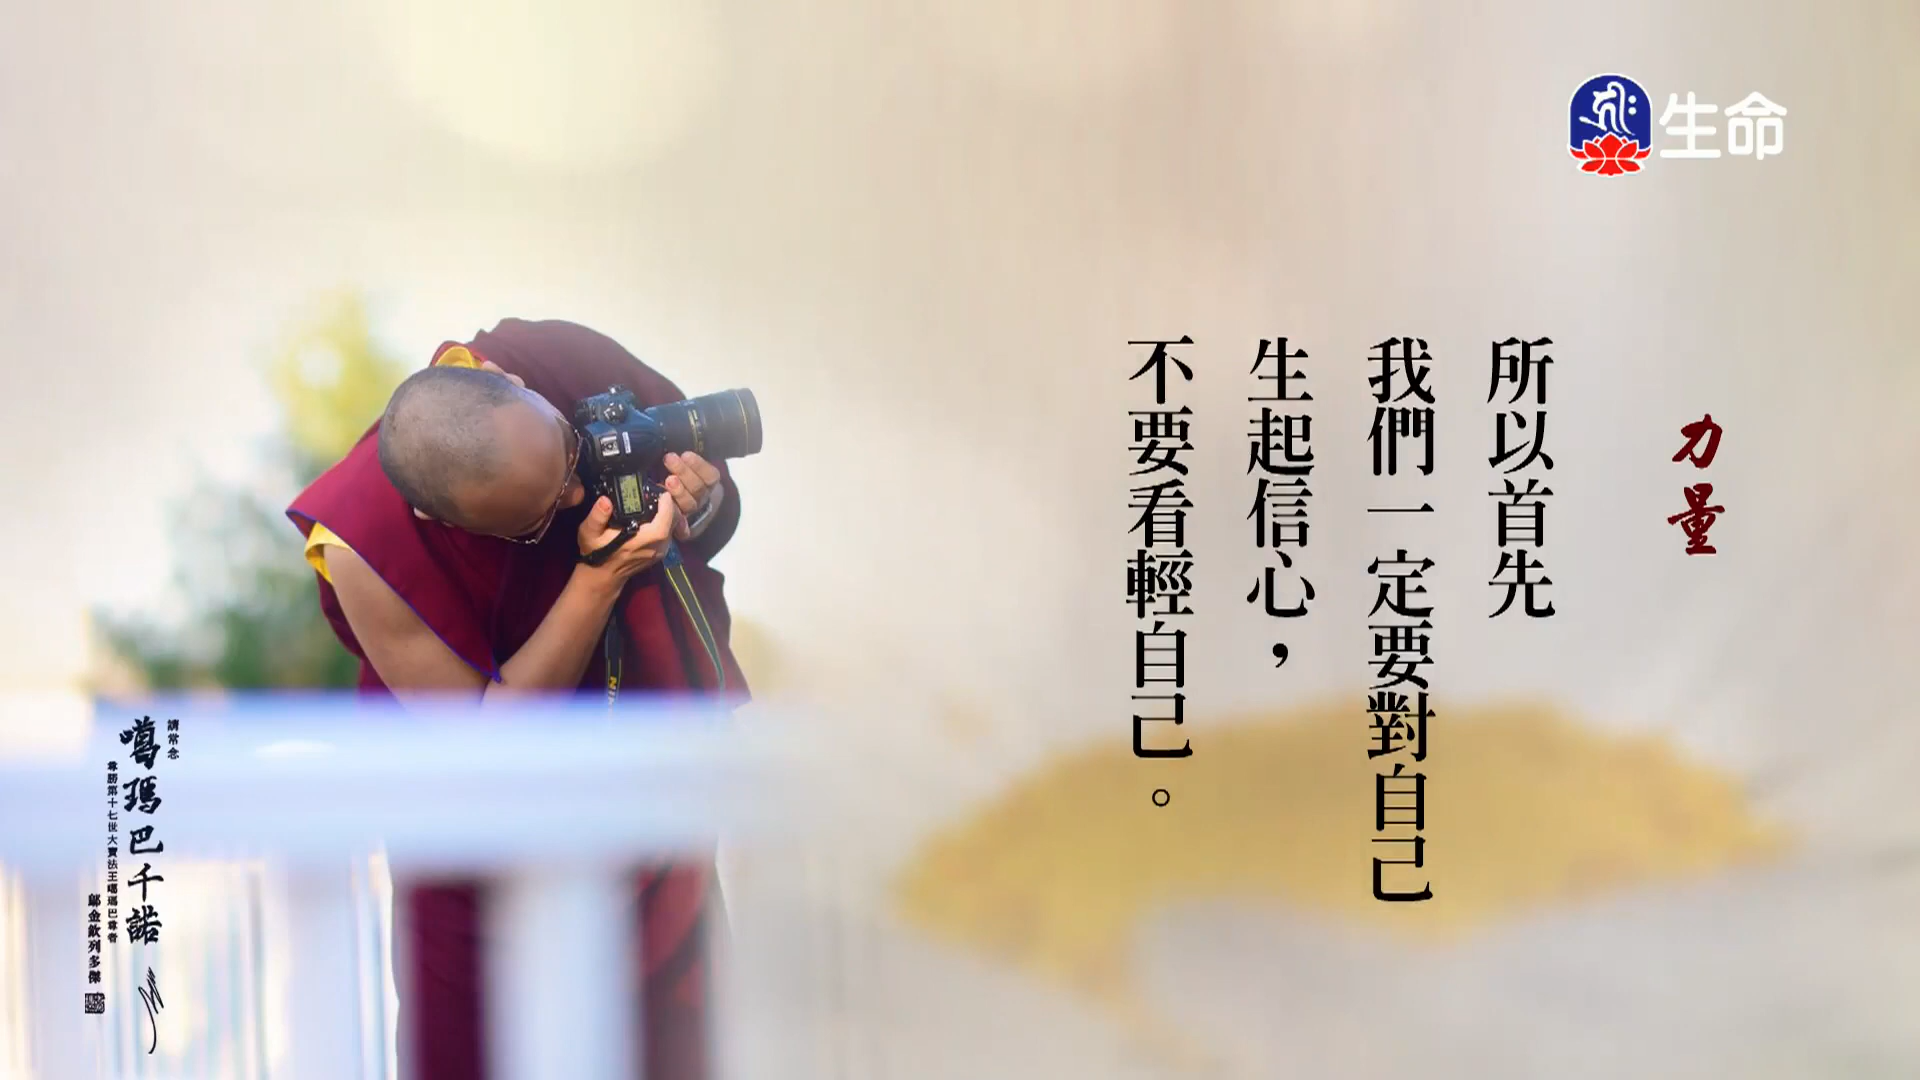 生命
力量
所以首先
我們一定要對自己
生起信心，
不要看輕自己。
請常念
噶瑪巴千諾
尊勝第十七世大寶法王噶瑪巴尊者
鄔金欽列多傑